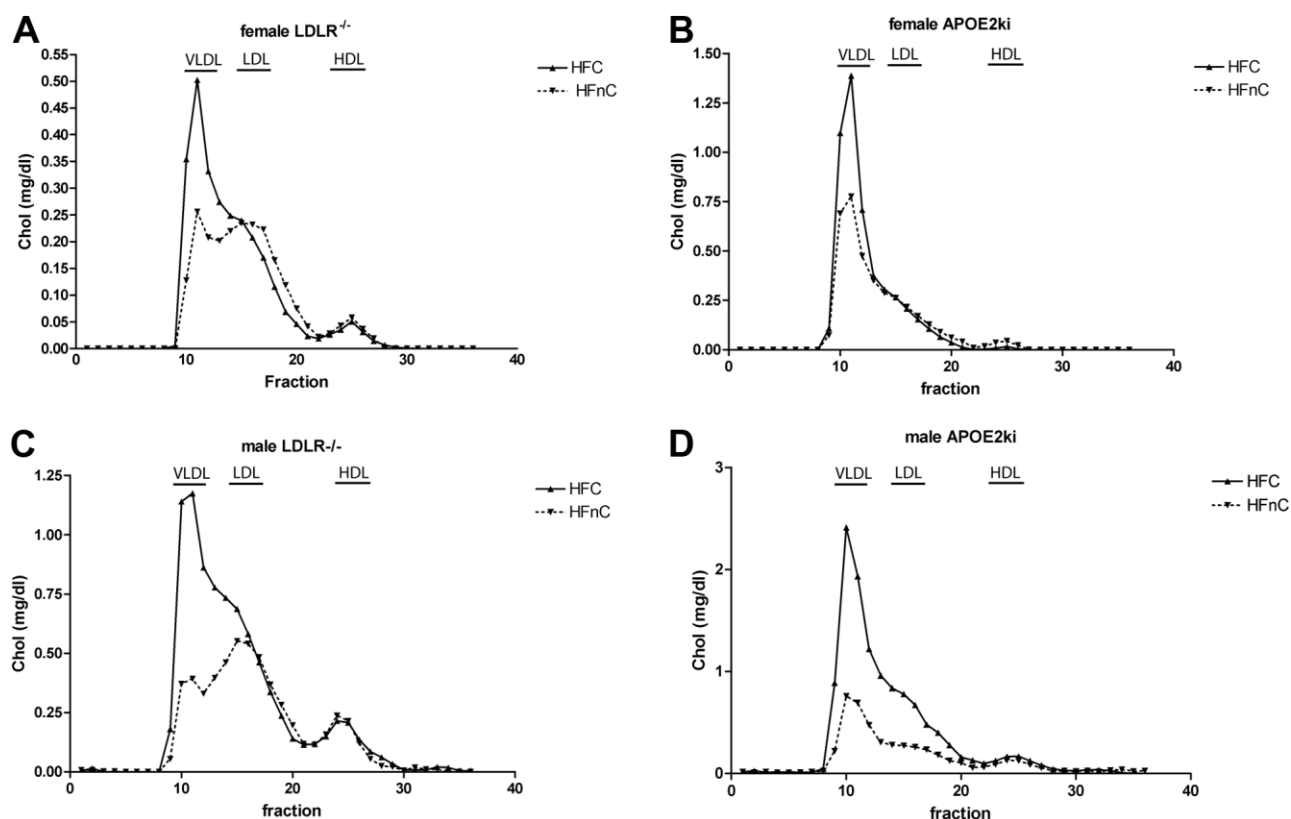 A
female LDLR-/-
VLDL LDL HDL
HFC
HFnC
0.55
0.50
0.45
0.40
0.35
0.30
0.25
0.20
0.15
0.10
0.05
0.00
Chol (mg/dl)
0 10 20 30 40
Fraction
B
female APOE2ki
VLDL LDL HDL
HFC
HFnC
1.50
1.25
1.00
0.75
0.50
0.25
0.00
Chol (mg/dl)
0 10 20 30 40
fraction
C
male LDLR-/-
VLDL LDL HDL
HFC
HFnC
1.25
1.00
0.75
0.50
0.25
0.00
Chol (mg/dl)
0 10 20 30 40
fraction
D
male APOE2ki
VLDL LDL HDL
HFC
HFnC
3
2
1
0
Chol (mg/dl)
0 10 20 30 40
fraction